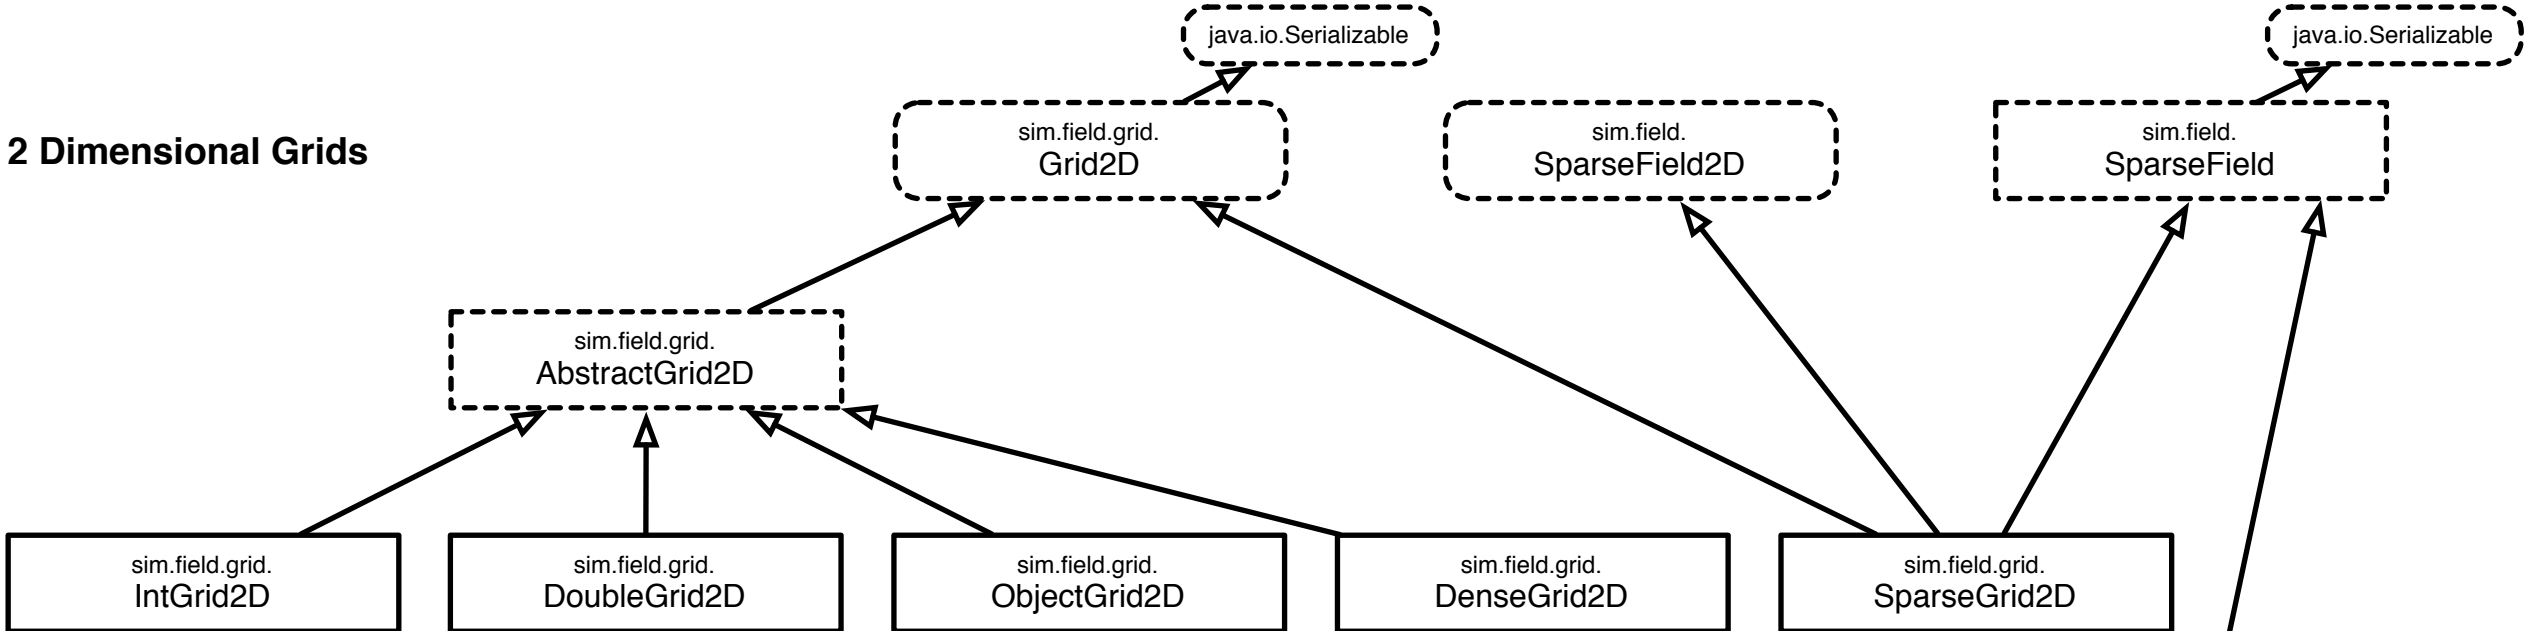 java.io.Serializable
java.io.Serializable
2 Dimensional Grids
sim.field.grid.
Grid2D
sim.field.
SparseField2D
sim.field.
SparseField
sim.field.grid.
AbstractGrid2D
sim.field.grid.
IntGrid2D
sim.field.grid.
DoubleGrid2D
sim.field.grid.
ObjectGrid2D
sim.field.grid.
DenseGrid2D
sim.field.grid.
SparseGrid2D